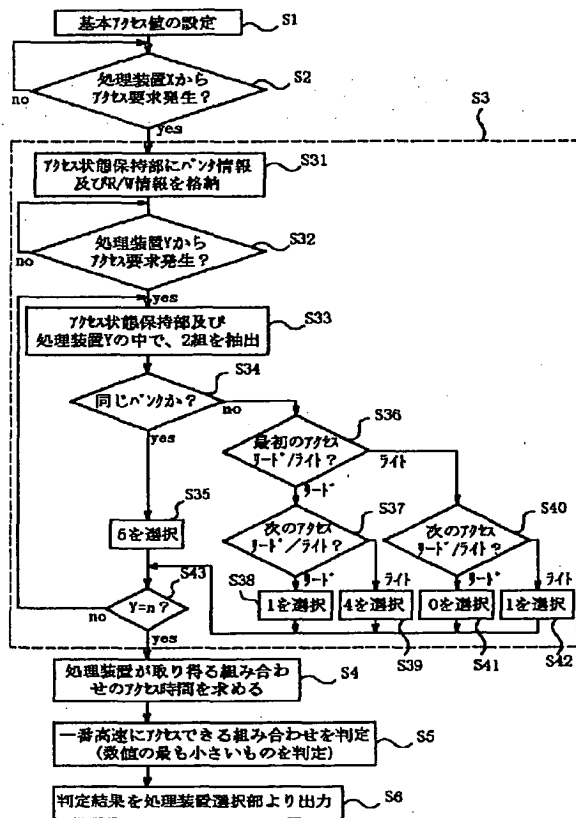 基本アクセス値の設定
S1
処理装置Xから
アクセス要求発生？
S2
no
yes
S3
アクセス状態保持部にバンク情報
及びR/W情報を格納
S31
処理装置Yから
アクセス要求発生？
S32
no
yes
アクセス状態保持部及び
処理装置Yの中で、2組を抽出
S33
同じバンクか？
S34
no
yes
最初のアクセス
リード/ライト？
S36
ライト
リード
S35
5を選択
次のアクセス
リード/ライト？
S37
次のアクセス
リード/ライト？
S40
リード
ライト
リード
ライト
S38
1を選択
4を選択
S39
0を選択
S41
1を選択
S42
Y=n？
S43
no
yes
処理装置が取り得る組み合わ
せのアクセス時間を求める
S4
一番高速にアクセスできる組み合わせを判定
(数値の最も小さいものを判定)
S5
判定結果を処理装置選択部より出力
S6